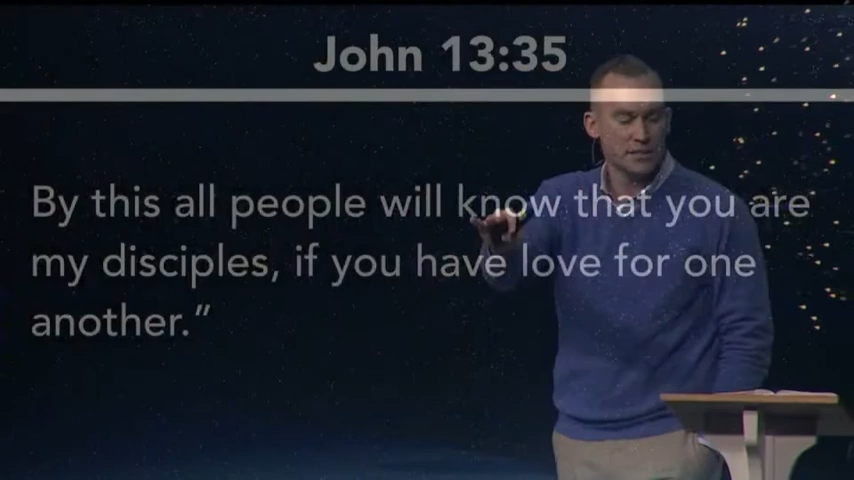 John 13:35
By this all people will know that you are
my disciples, if you have love for one
another.”